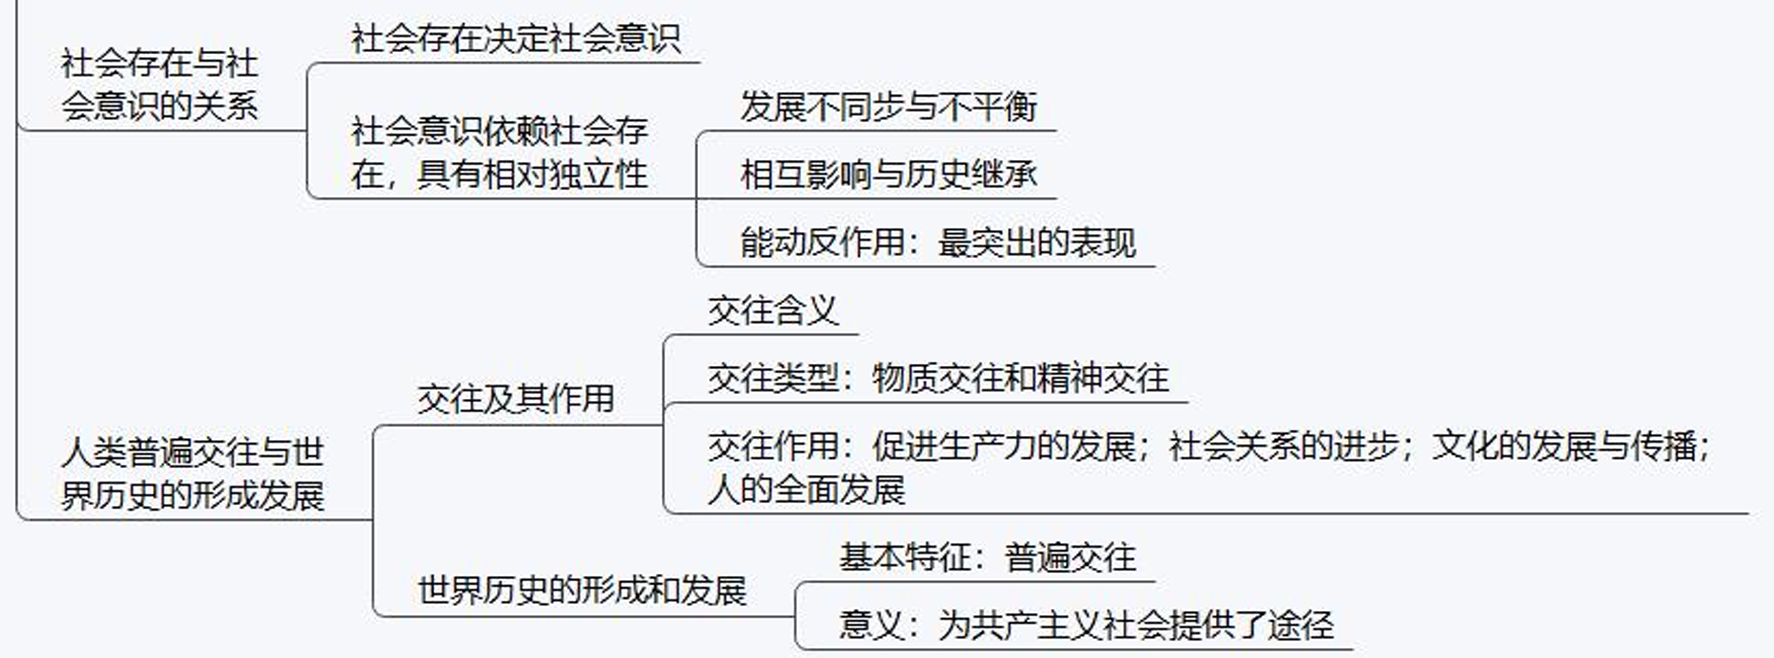 社会存在与社
会意识的关系
社会存在决定社会意识
社会意识依赖社会存
在，具有相对独立性
发展不同步与不平衡
相互影响与历史继承
能动反作用：最突出的表现
人类普遍交往与世
界历史的形成发展
交往及其作用
交往含义
交往类型：物质交往和精神交往
交往作用：促进生产力的发展；社会关系的进步；文化的发展与传播；
人的全面发展
世界历史的形成和发展
基本特征：普遍交往
意义：为共产主义社会提供了途径